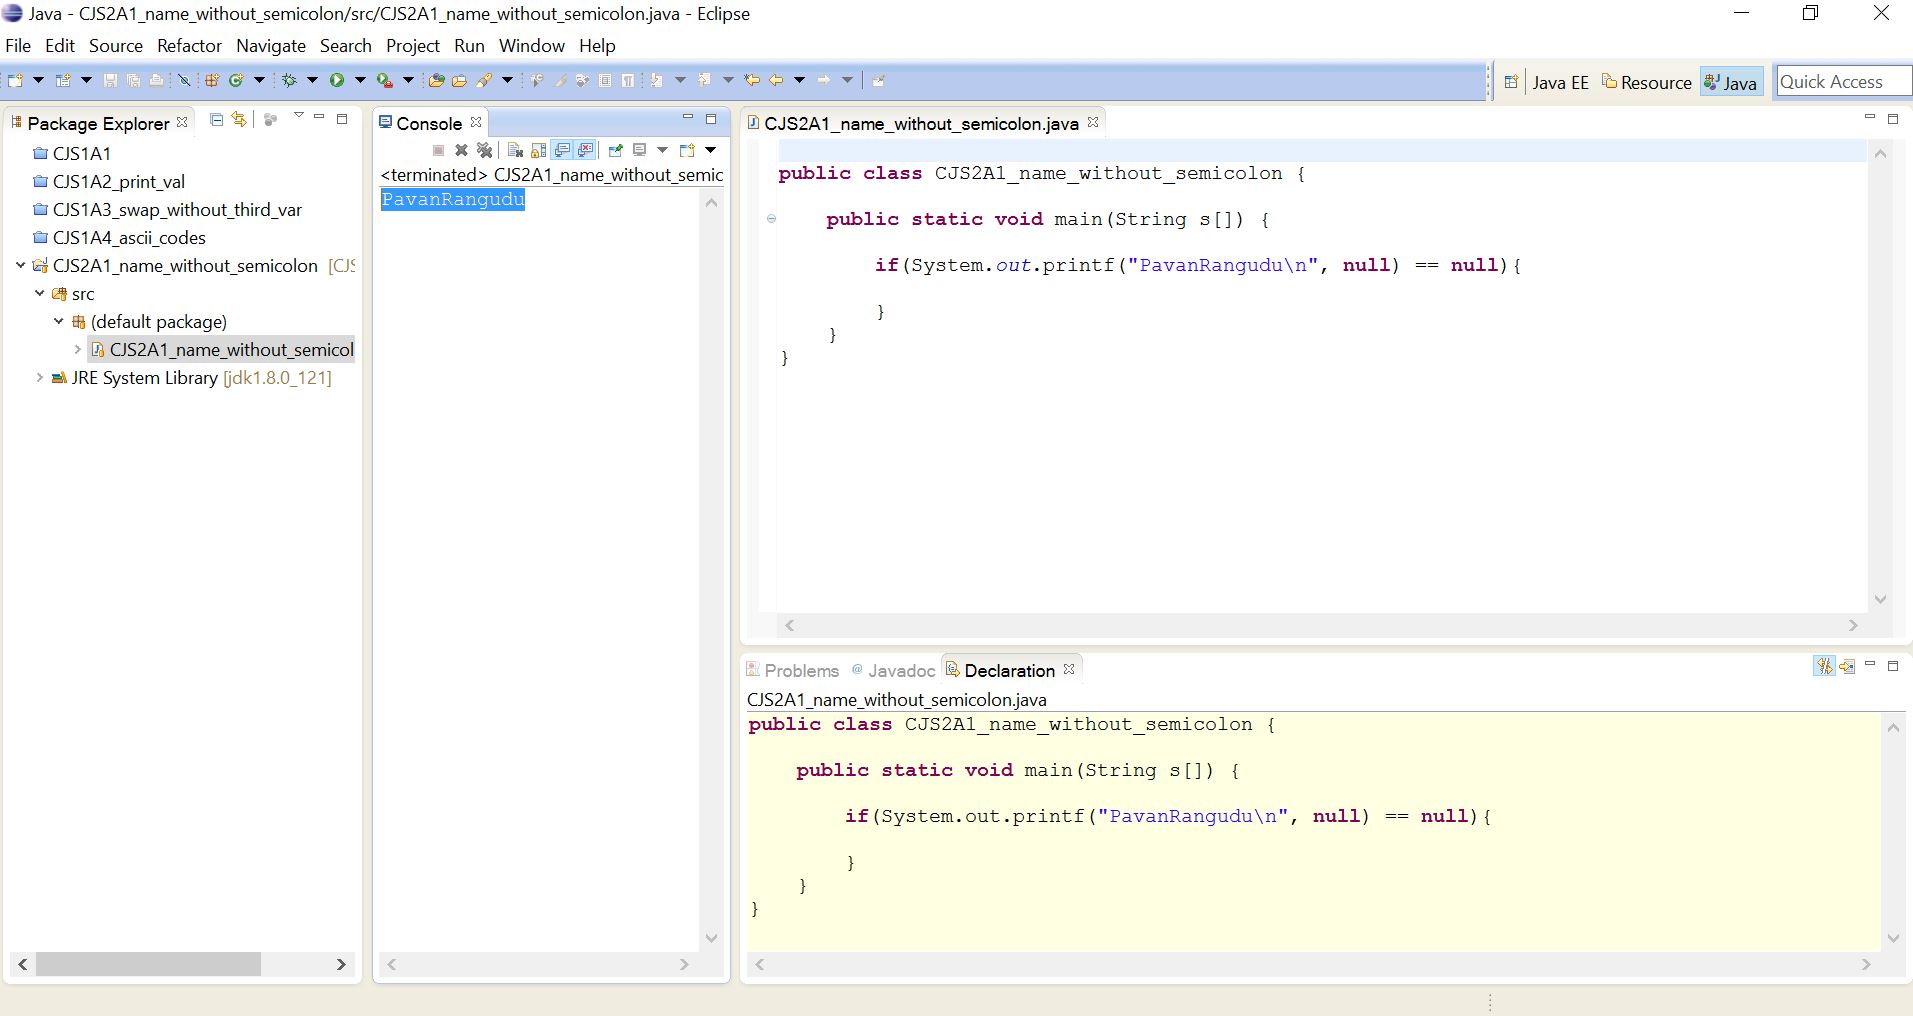 Java - CJS2A1_name_without_semicolon/src/CJS2A1_name_without_semicolon.java - Eclipse
File Edit Source Refactor Navigate Search Project Run Window Help
Java EE Resource Java Quick Access
Package Explorer
CJS1A1
CJS1A2_print_val
CJS1A3_swap_without_third_var
CJS1A4_ascii_codes
CJS2A1_name_without_semicolon [CJS
src
(default package)
CJS2A1_name_without_semicol
JRE System Library [jdk1.8.0_121]
Console
<terminated> CJS2A1_name_without_semic
PavanRangudu
CJS2A1_name_without_semicolon.java
public class CJS2A1_name_without_semicolon {
public static void main(String s[]) {
if(System.out.printf("PavanRangudu\n", null) == null){
}
}
}
Problems @ Javadoc Declaration
CJS2A1_name_without_semicolon.java
public class CJS2A1_name_without_semicolon {
public static void main(String s[]) {
if(System.out.printf("PavanRangudu\n", null) == null){
}
}
}